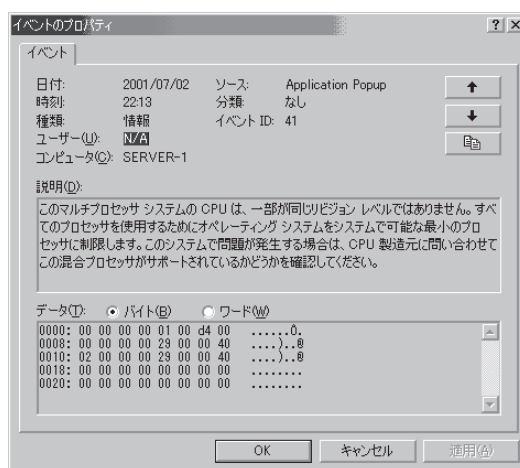 イベントのプロパティ
? ×
イベント
日付: 2001/07/02 ソース: Application Popup
時刻: 22:13 分類: なし
種類: 情報 イベント ID: 41
ユーザー(U): N/A
コンピュータ(C): SERVER-1
説明(D):
このマルチプロセッサ システムの CPU は、一部が同じリビジョン レベルではありません。すべ
てのプロセッサを使用するためにオペレーティング システムをシステムで可能な最小のプロ
セッサに制限します。このシステムで問題が発生する場合は、CPU 製造元に問い合わせて
この混合プロセッサがサポートされているかどうかを確認してください。
データ(T): バイト(B) ワード(W)
0000: 00 00 00 00 01 00 d4 00 ......Ô.
0008: 00 00 00 00 29 00 00 40 ....)..@
0010: 02 00 00 00 29 00 00 40 ....)..@
0018: 00 00 00 00 00 00 00 00 ........
0020: 00 00 00 00 00 00 00 00 ........
OK キャンセル 適用(A)